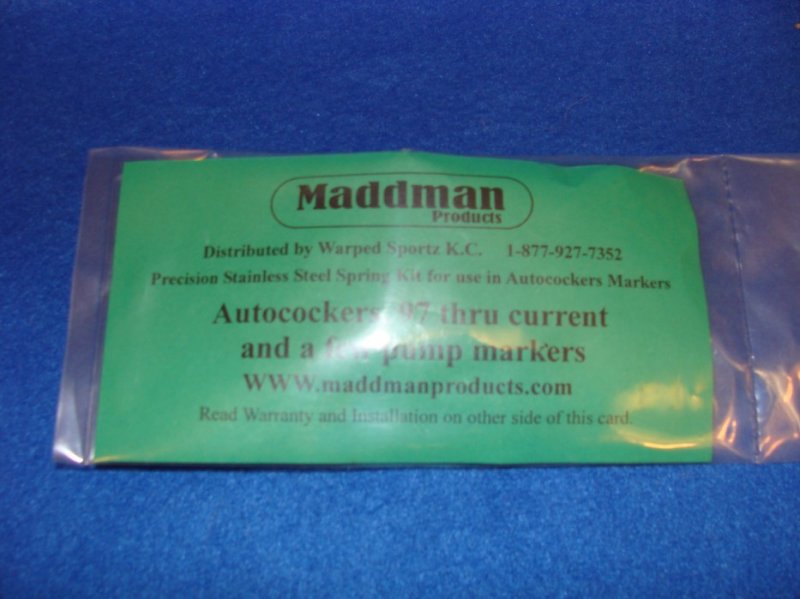 Maddman
Products
Distributed by Warped Sportz K.C. 1-877-927-7352
Precision Stainless Steel Spring Kit for use in Autocockers Markers
Autocockers 97 thru current
and a few pump markers
WWW.maddmanproducts.com
Read Warranty and Installation on other side of this card.